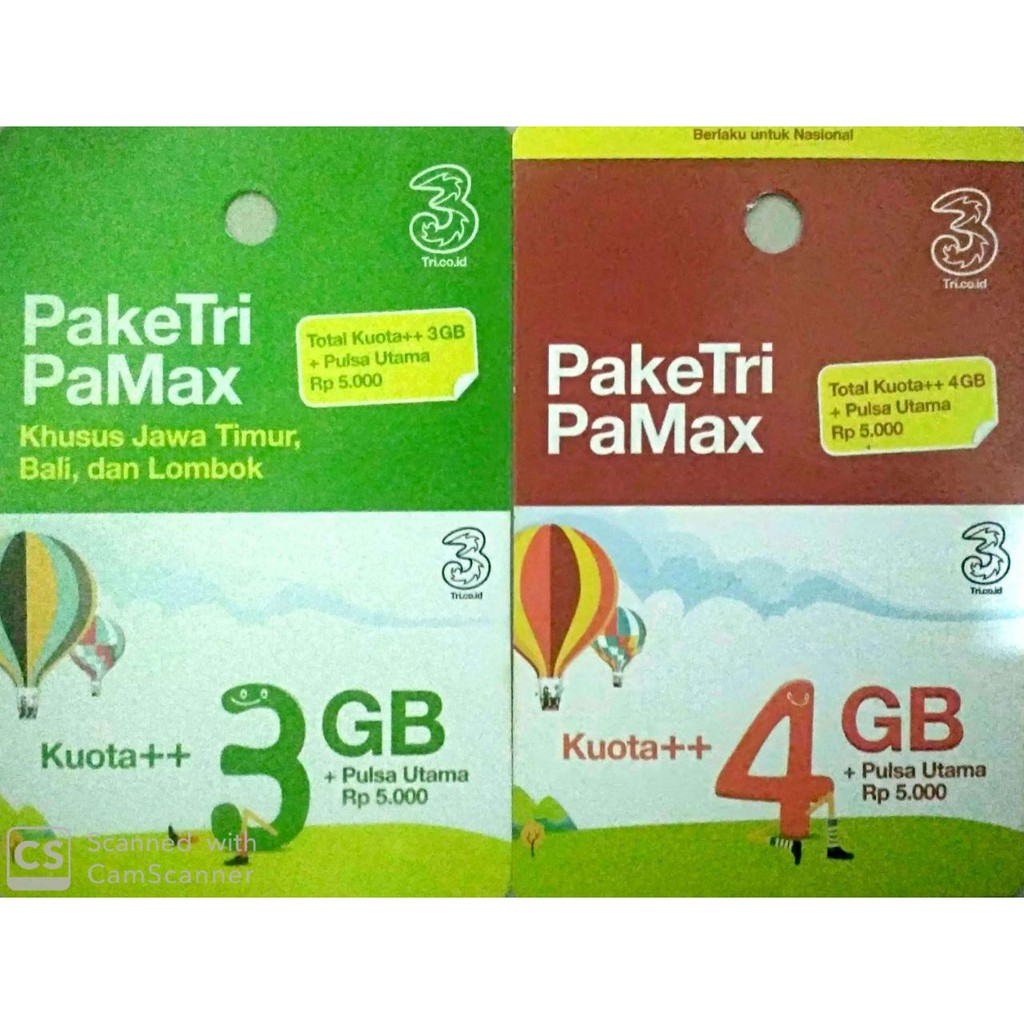 Tri.co.id
PakeTri
PaMax
Total Kuota++ 3GB
+ Pulsa Utama
Rp 5.000
Khusus Jawa Timur,
Bali, dan Lombok
3
Tri.co.id
Kuota++ 3 GB
+ Pulsa Utama
Rp 5.000
CS Scanned with
CamScanner
Berlaku untuk Nasional
3
Tri.co.id
PakeTri
PaMax
Total Kuota++ 4GB
+ Pulsa Utama
Rp 5.000
3
Tri.co.id
Kuota++ 4 GB
+ Pulsa Utama
Rp 5.000